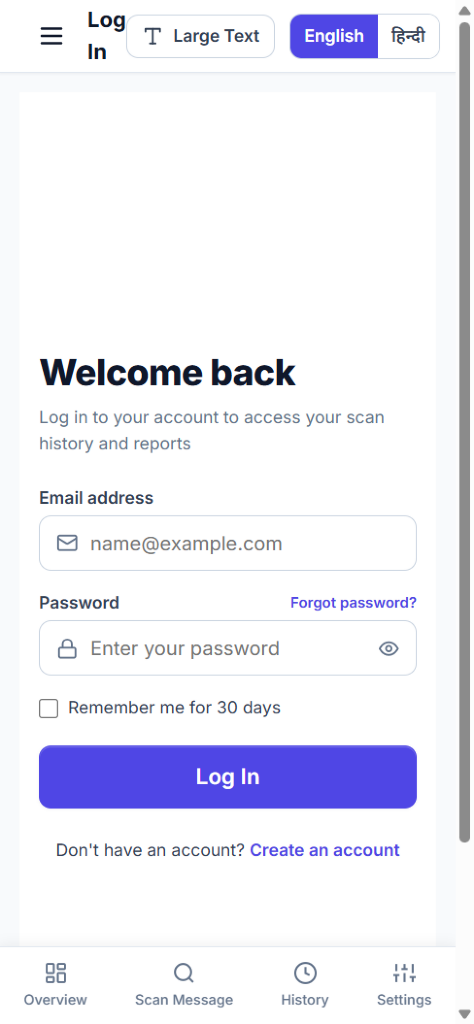 Log
In
Large Text
English
हिन्दी
Welcome back
Log in to your account to access your scan
history and reports
Email address
name@example.com
Password
Forgot password?
Enter your password
Remember me for 30 days
Log In
Don't have an account? Create an account
Overview
Scan Message
History
Settings